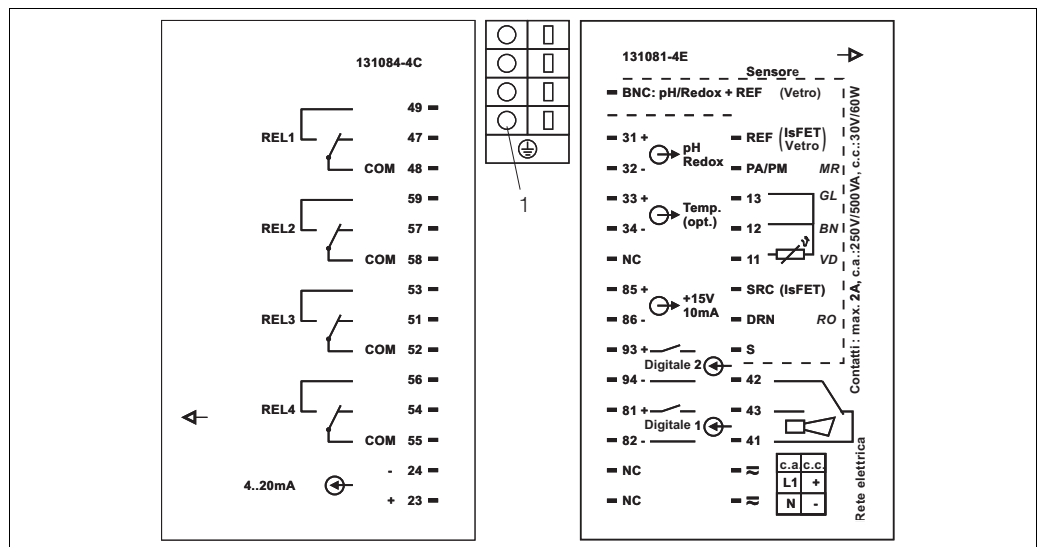 131084-4C
49
REL1
47
COM 48
59
REL2
57
COM 58
53
REL3
51
COM 52
56
REL4
54
COM 55
- 24
4..20mA
+ 23
1
131081-4E
Sensore
BNC: pH/Redox + REF (Vetro)
31 +
pH
Redox
32 -
33 +
Temp.
(opt.)
34 -
NC
85 +
+15V
10mA
86 -
93 +
Digitale 2
94 -
81 +
Digitale 1
82 -
NC
NC
REF (IsFET
Vetro)
PA/PM MR
13 GL
12 BN
11 VD
SRC (IsFET)
DRN RO
S
42
43
41
c.a. c.c.
L1 +
N -
Contatti : max. 2A, c.a.:250V/500VA, c.c.:30V/60W
Rete elettrica